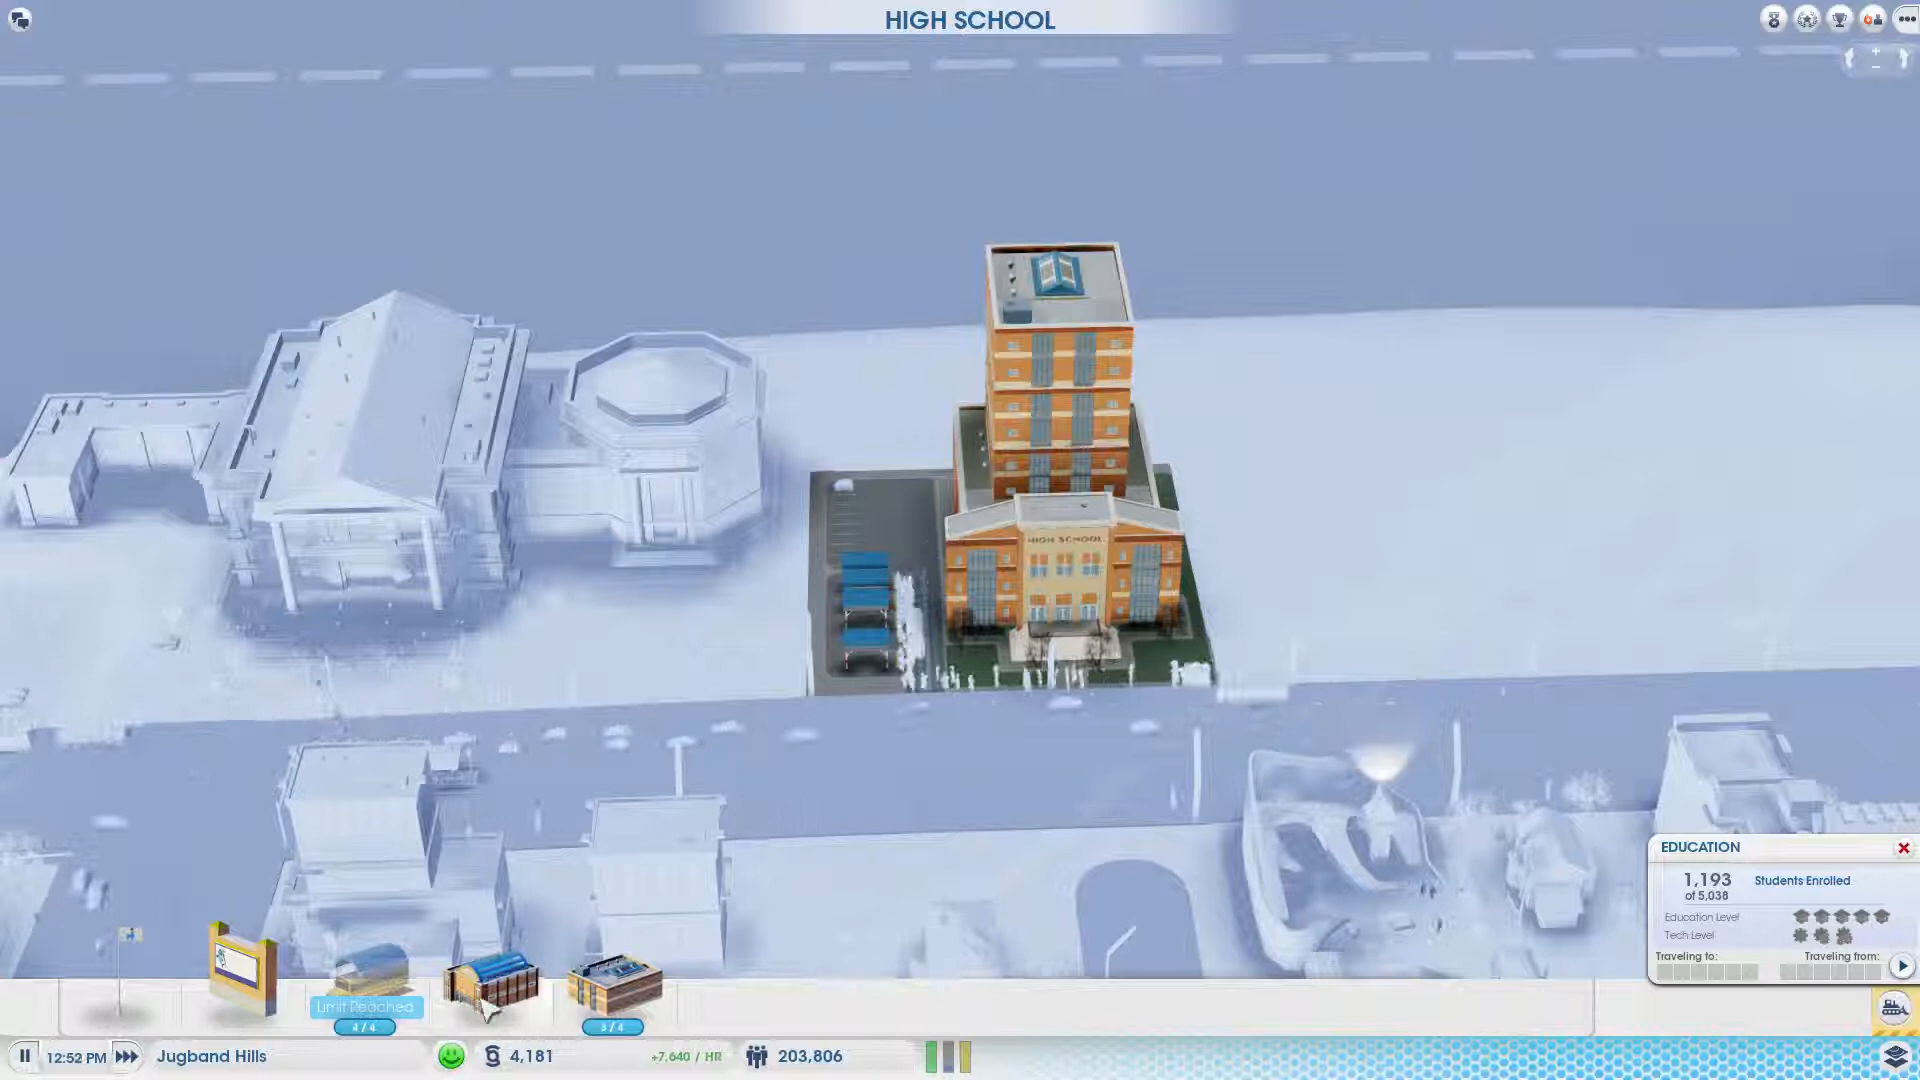 HIGH SCHOOL
HIGH SCHOOL
EDUCATION
1,193
of 5,038
Students Enrolled
Education Level
Tech Level
Traveling to:
Traveling from:
Limit Reached
4 / 4
3 / 4
12:52 PM
Jugband Hills
4,181
+7,640 / HR
203,806